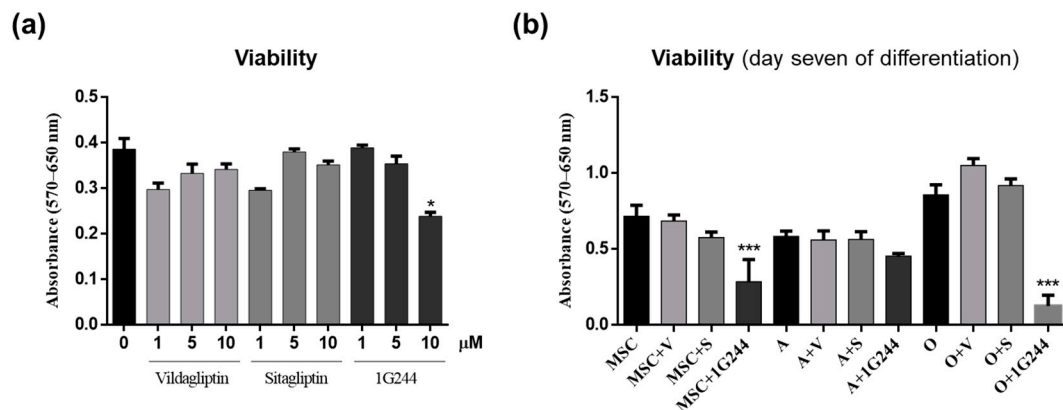 (a)
Viability
Absorbance (570–650 nm)
0.5
0.4
0.3
0.2
0.1
0.0
*
0 1 5 10 1 5 10 1 5 10 μM
Vildagliptin Sitagliptin 1G244
(b)
Viability (day seven of differentiation)
Absorbance (570–650 nm)
1.5
1.0
0.5
0.0
***
***
MSC
MSC+V
MSC+S
MSC+1G244
A
A+V
A+S
A+1G244
O
O+V
O+S
O+1G244